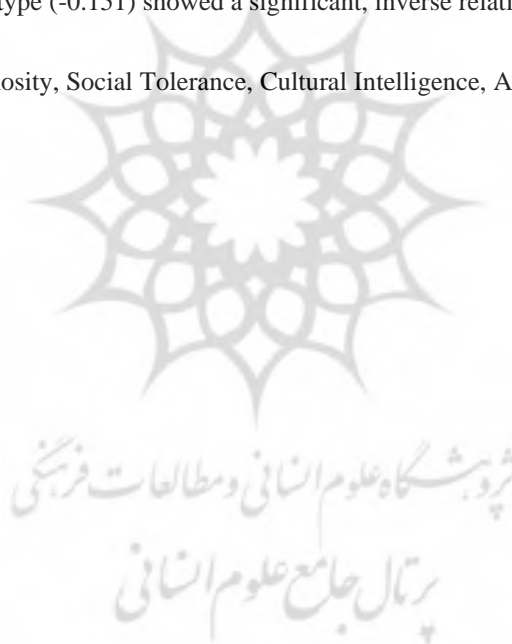 type (-0.151) showed a significant, inverse relati
iosity, Social Tolerance, Cultural Intelligence, A
پژوهشگاه علوم انسانی و مطالعات فرهنگی
پرتال جامع علوم انسانی